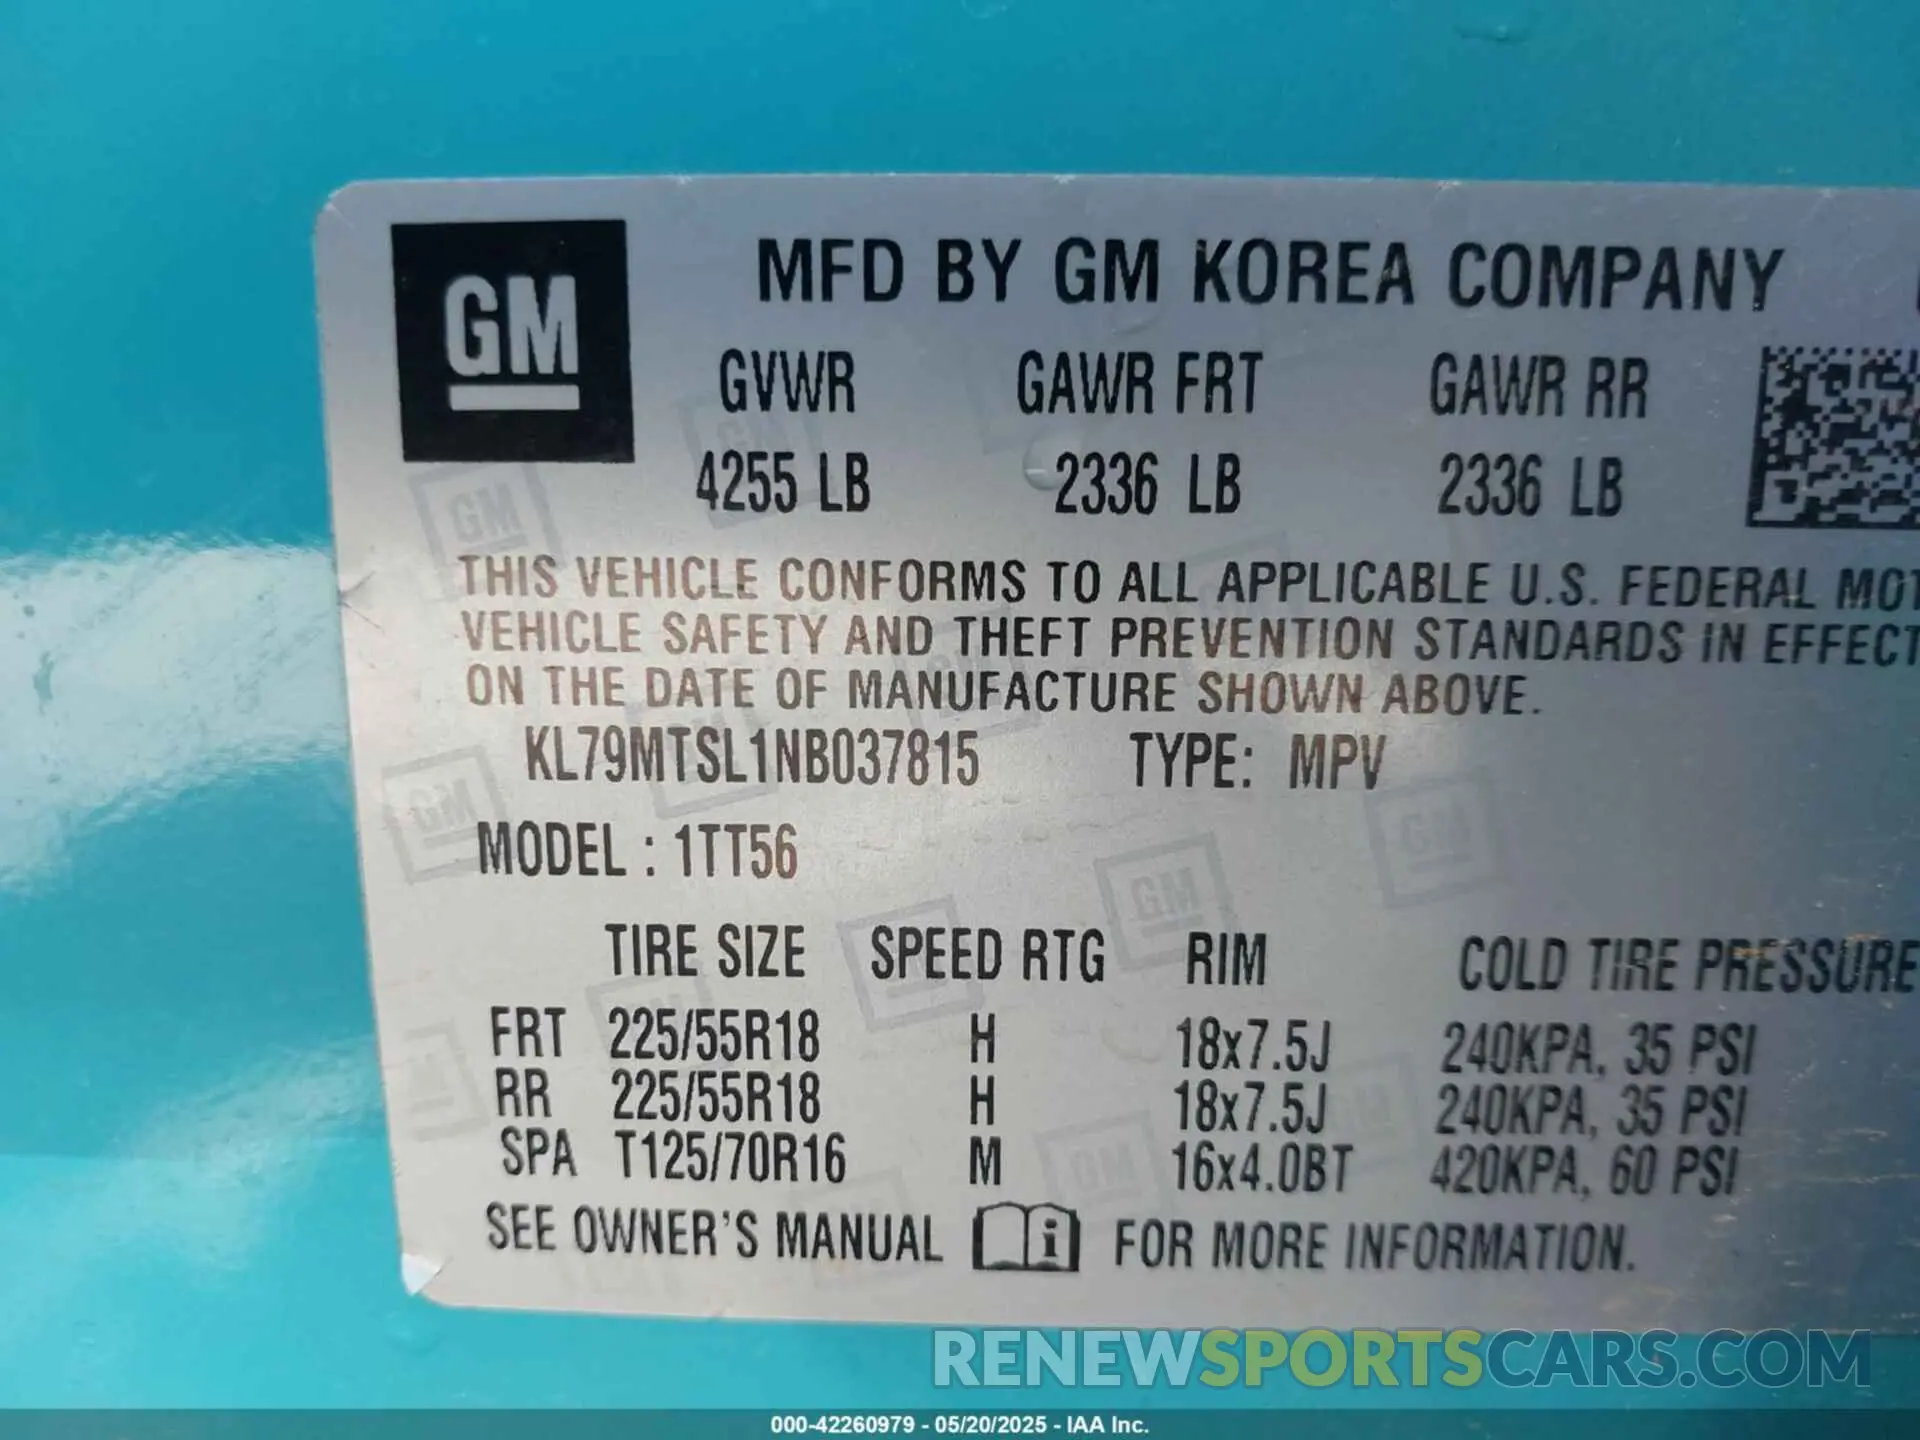 GM
MFD BY GM KOREA COMPANY
GVWR GAWR FRT GAWR RR
4255 LB 2336 LB 2336 LB
THIS VEHICLE CONFORMS TO ALL APPLICABLE U.S. FEDERAL MOT
VEHICLE SAFETY AND THEFT PREVENTION STANDARDS IN EFFECT
ON THE DATE OF MANUFACTURE SHOWN ABOVE.
KL79MTSL1NB037815 TYPE: MPV
MODEL : 1TT56
TIRE SIZE SPEED RTG RIM COLD TIRE PRESSURE
FRT 225/55R18 H 18x7.5J 240KPA, 35 PSI
RR 225/55R18 H 18x7.5J 240KPA, 35 PSI
SPA T125/70R16 M 16x4.0BT 420KPA, 60 PSI
SEE OWNER'S MANUAL i FOR MORE INFORMATION.
RENEWSPORTSCARS.COM
000-42260979 - 05/20/2025 - IAA Inc.